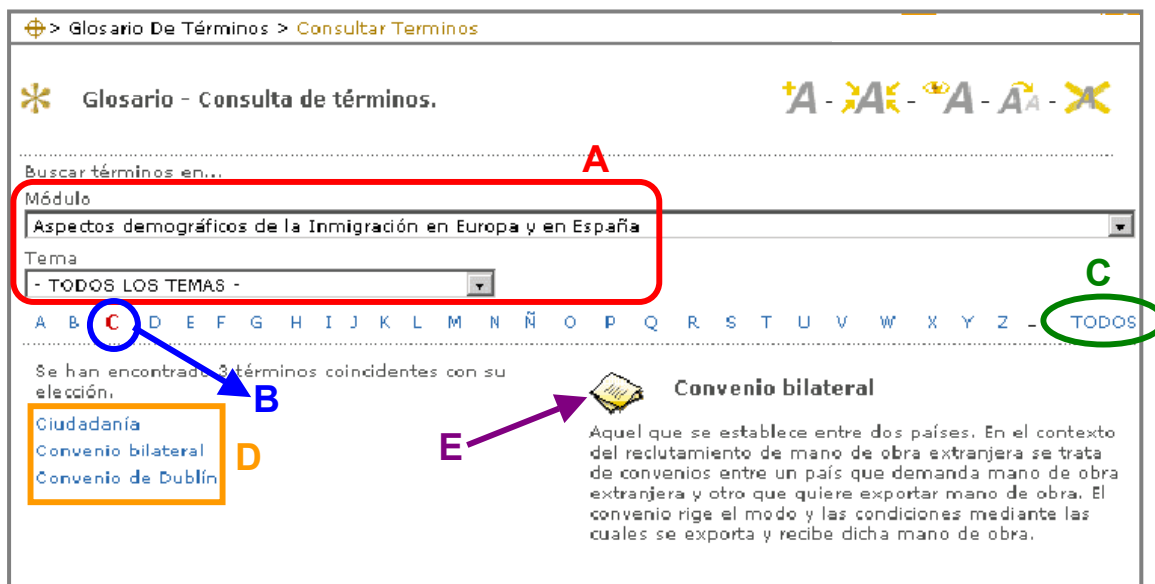 > Glosario De Términos > Consultar Terminos
Glosario - Consulta de términos.
+A - A - A - AA - A
Buscar términos en...
A
Módulo
Aspectos demográficos de la Inmigración en Europa y en España
Tema
- TODOS LOS TEMAS -
C
A B C D E F G H I J K L M N Ñ O P Q R S T U V W X Y Z - TODOS
Se han encontrado 3 términos coincidentes con su
elección.
B
Ciudadanía
Convenio bilateral
Convenio de Dublín
D
E
Convenio bilateral
Aquel que se establece entre dos países. En el contexto
del reclutamiento de mano de obra extranjera se trata
de convenios entre un país que demanda mano de obra
extranjera y otro que quiere exportar mano de obra. El
convenio rige el modo y las condiciones mediante las
cuales se exporta y recibe dicha mano de obra.